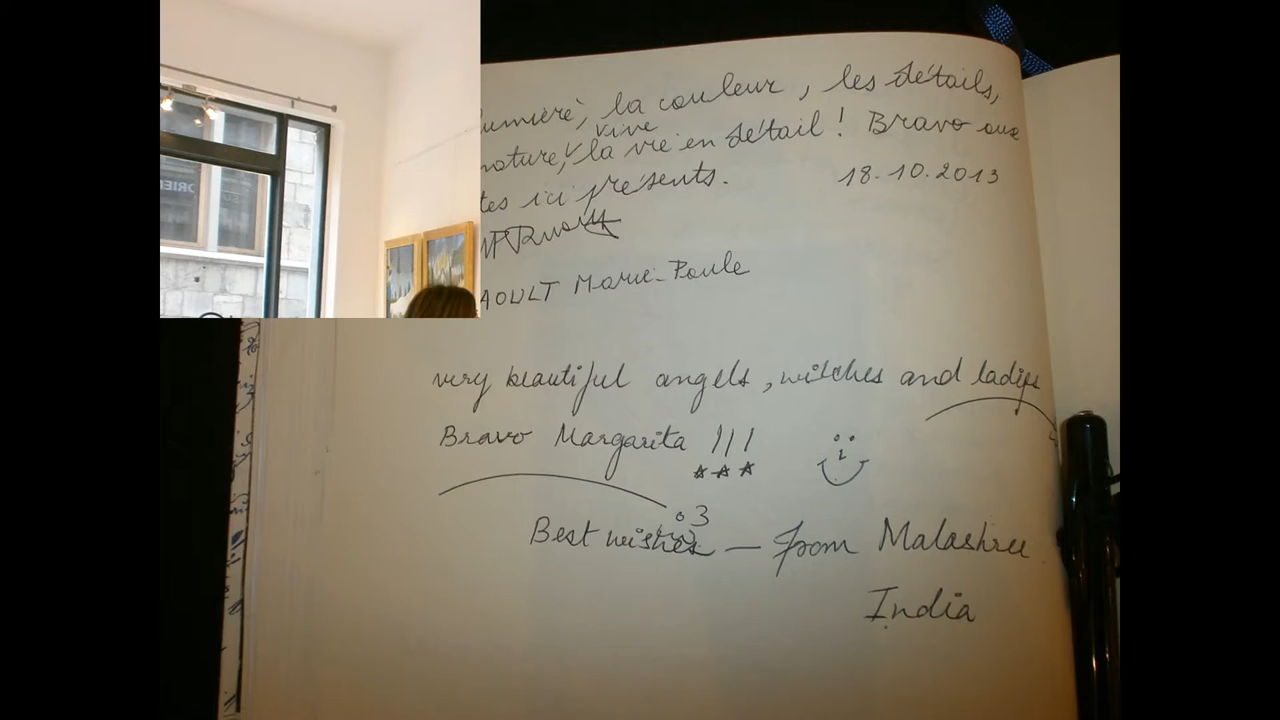 lumière, la couleur, les détails,
vive
nature, la vie en détail ! Bravo aux
tes ici présents.
18.10.2013
AOULT Marie-Paule
very beautiful angels, witches and ladies
Bravo Margarita !!!
Best wishes — from Malashree
India